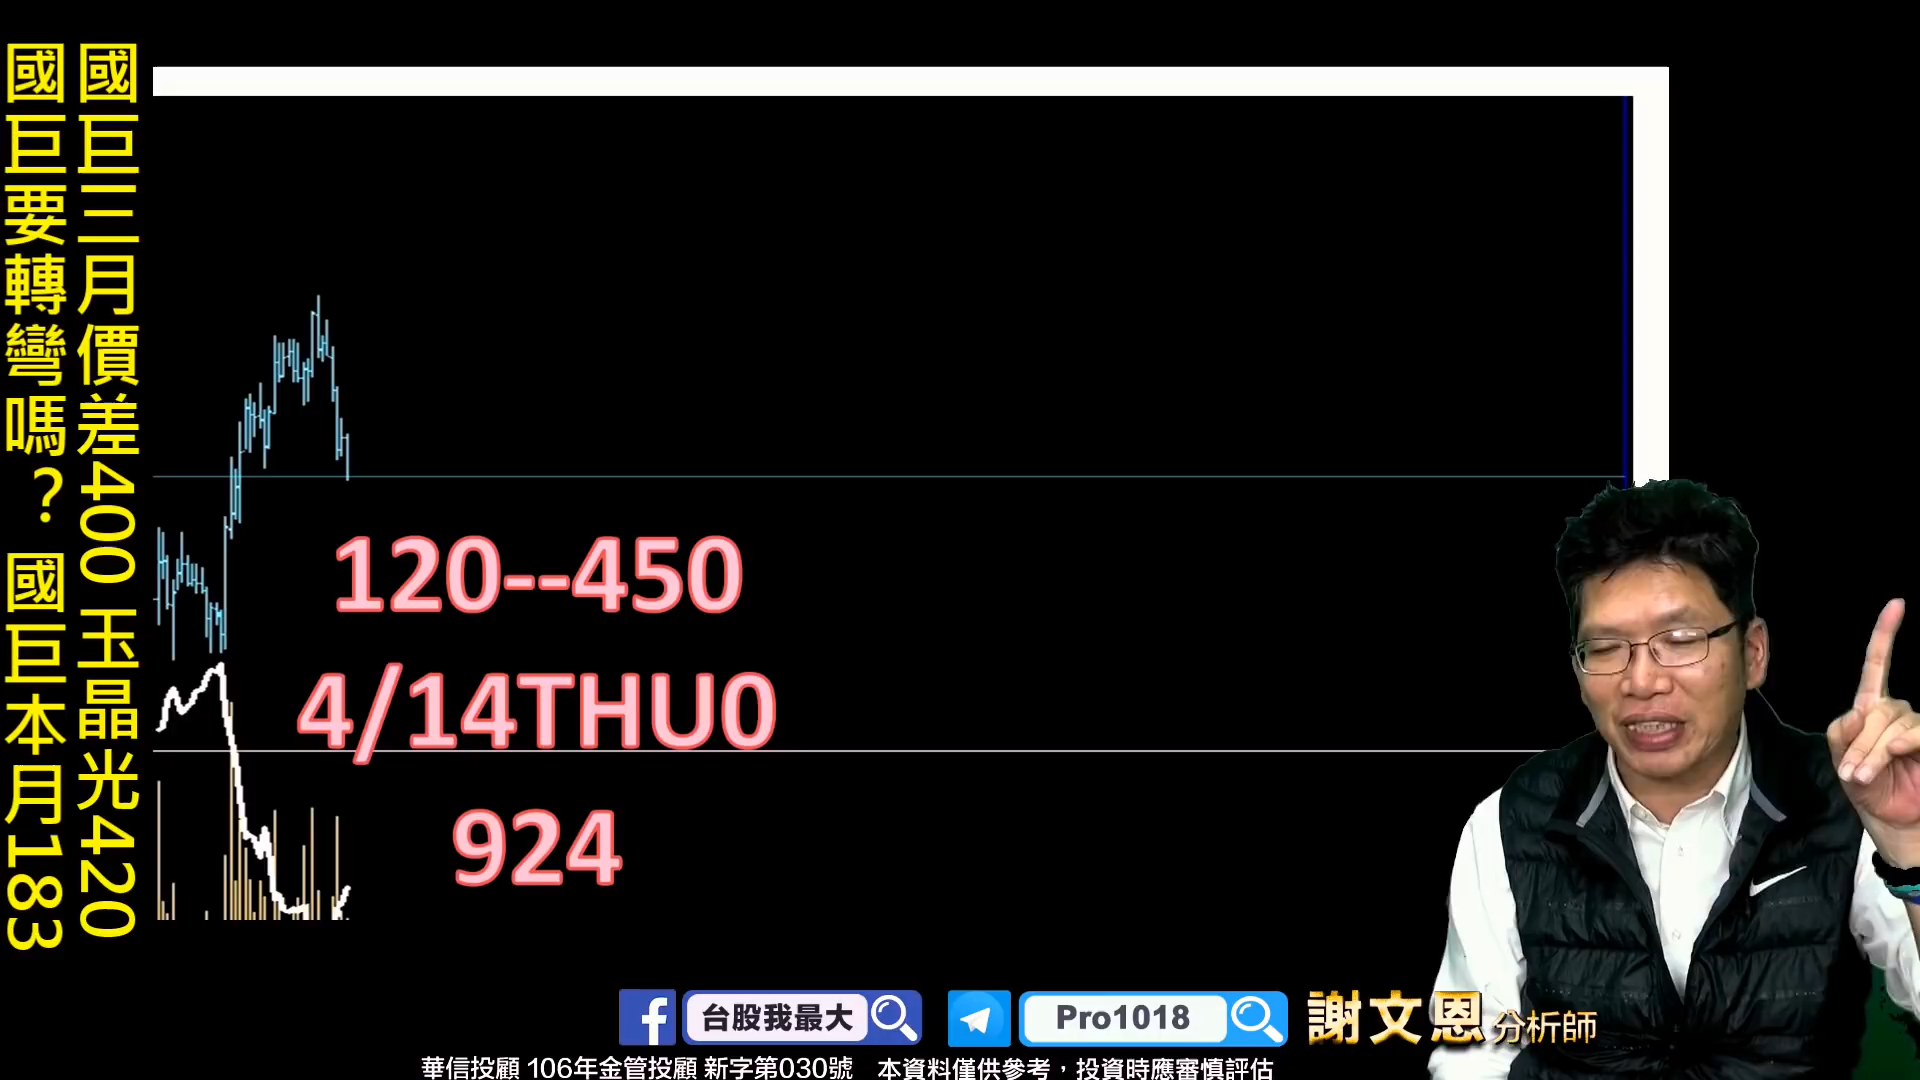 國巨三月價差400 玉晶光420
國巨要轉彎嗎？國巨本月183
120--450
4/14THU0
924
台股我最大
Pro1018
謝文恩分析師
華信投顧 106年金管投顧 新字第030號 本資料僅供參考，投資時應審慎評估